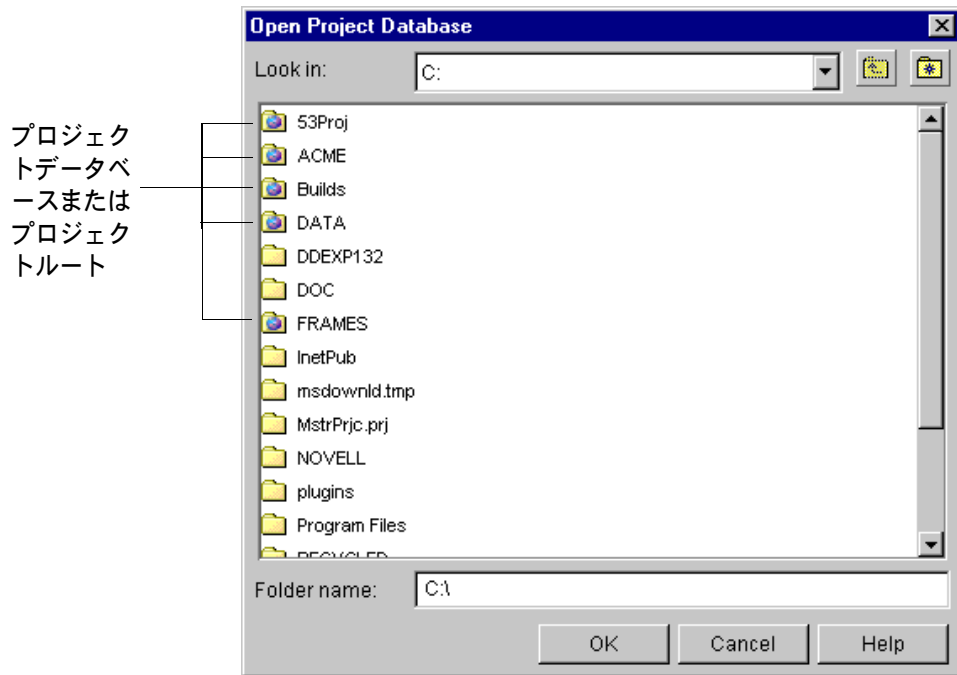 Open Project Database
Look in:
C:
プロジェク
トデータベ
ースまたは
プロジェク
トルート
53Proj
ACME
Builds
DATA
DDEXP132
DOC
FRAMES
InetPub
msdownld.tmp
MstrPrjc.prj
NOVELL
plugins
Program Files
RECYCLED
Folder name:
C:\
OK
Cancel
Help